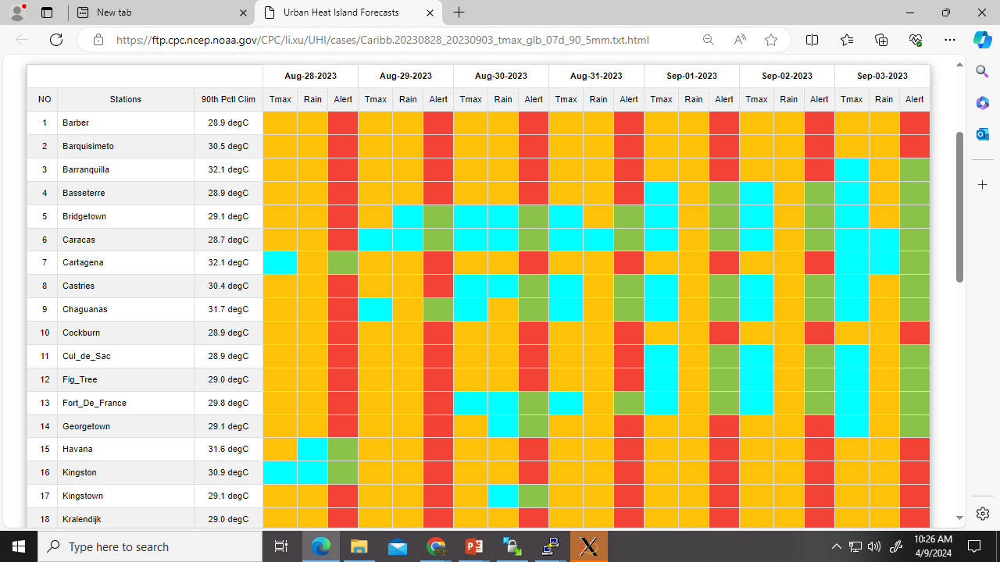 New tab
Urban Heat Island Forecasts
https://ftp.cpc.ncep.noaa.gov/CPC/li.xu/UHI/cases/Caribb.20230828_20230903_tmax_glb_07d_90_5mm.txt.html
Aug-28-2023 Aug-29-2023 Aug-30-2023 Aug-31-2023 Sep-01-2023 Sep-02-2023 Sep-03-2023
NO Stations 90th Pctl Clim Tmax Rain Alert Tmax Rain Alert Tmax Rain Alert Tmax Rain Alert Tmax Rain Alert Tmax Rain Alert Tmax Rain Alert
1 Barber 28.9 degC
2 Barquisimeto 30.5 degC
3 Barranquilla 32.1 degC
4 Basseterre 28.9 degC
5 Bridgetown 29.1 degC
6 Caracas 28.7 degC
7 Cartagena 32.1 degC
8 Castries 30.4 degC
9 Chaguanas 31.7 degC
10 Cockburn 28.9 degC
11 Cul_de_Sac 28.9 degC
12 Fig_Tree 29.0 degC
13 Fort_De_France 29.8 degC
14 Georgetown 29.1 degC
15 Havana 31.6 degC
16 Kingston 30.9 degC
17 Kingstown 29.1 degC
18 Kralendijk 29.0 degC
Type here to search
10:26 AM
4/9/2024